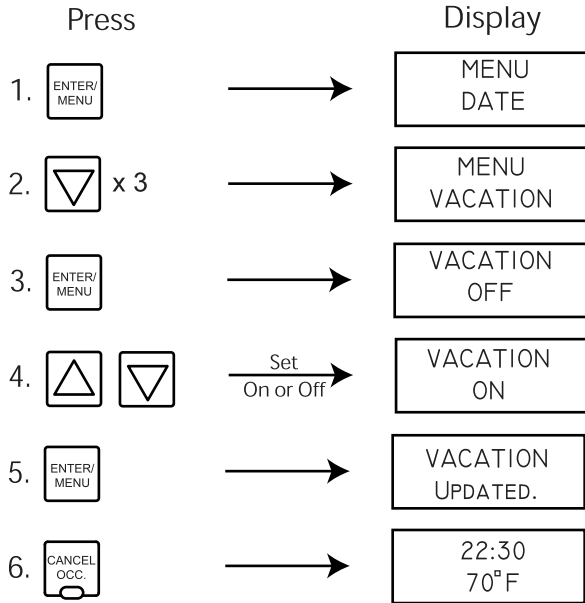 Press Display
1. ENTER/ MENU
MENU
DATE
2. x 3
MENU
VACATION
3. ENTER/ MENU
VACATION
OFF
4. Set
On or Off
VACATION
ON
5. ENTER/ MENU
VACATION
UPDATED.
6. CANCEL OCC.
22:30
70°F